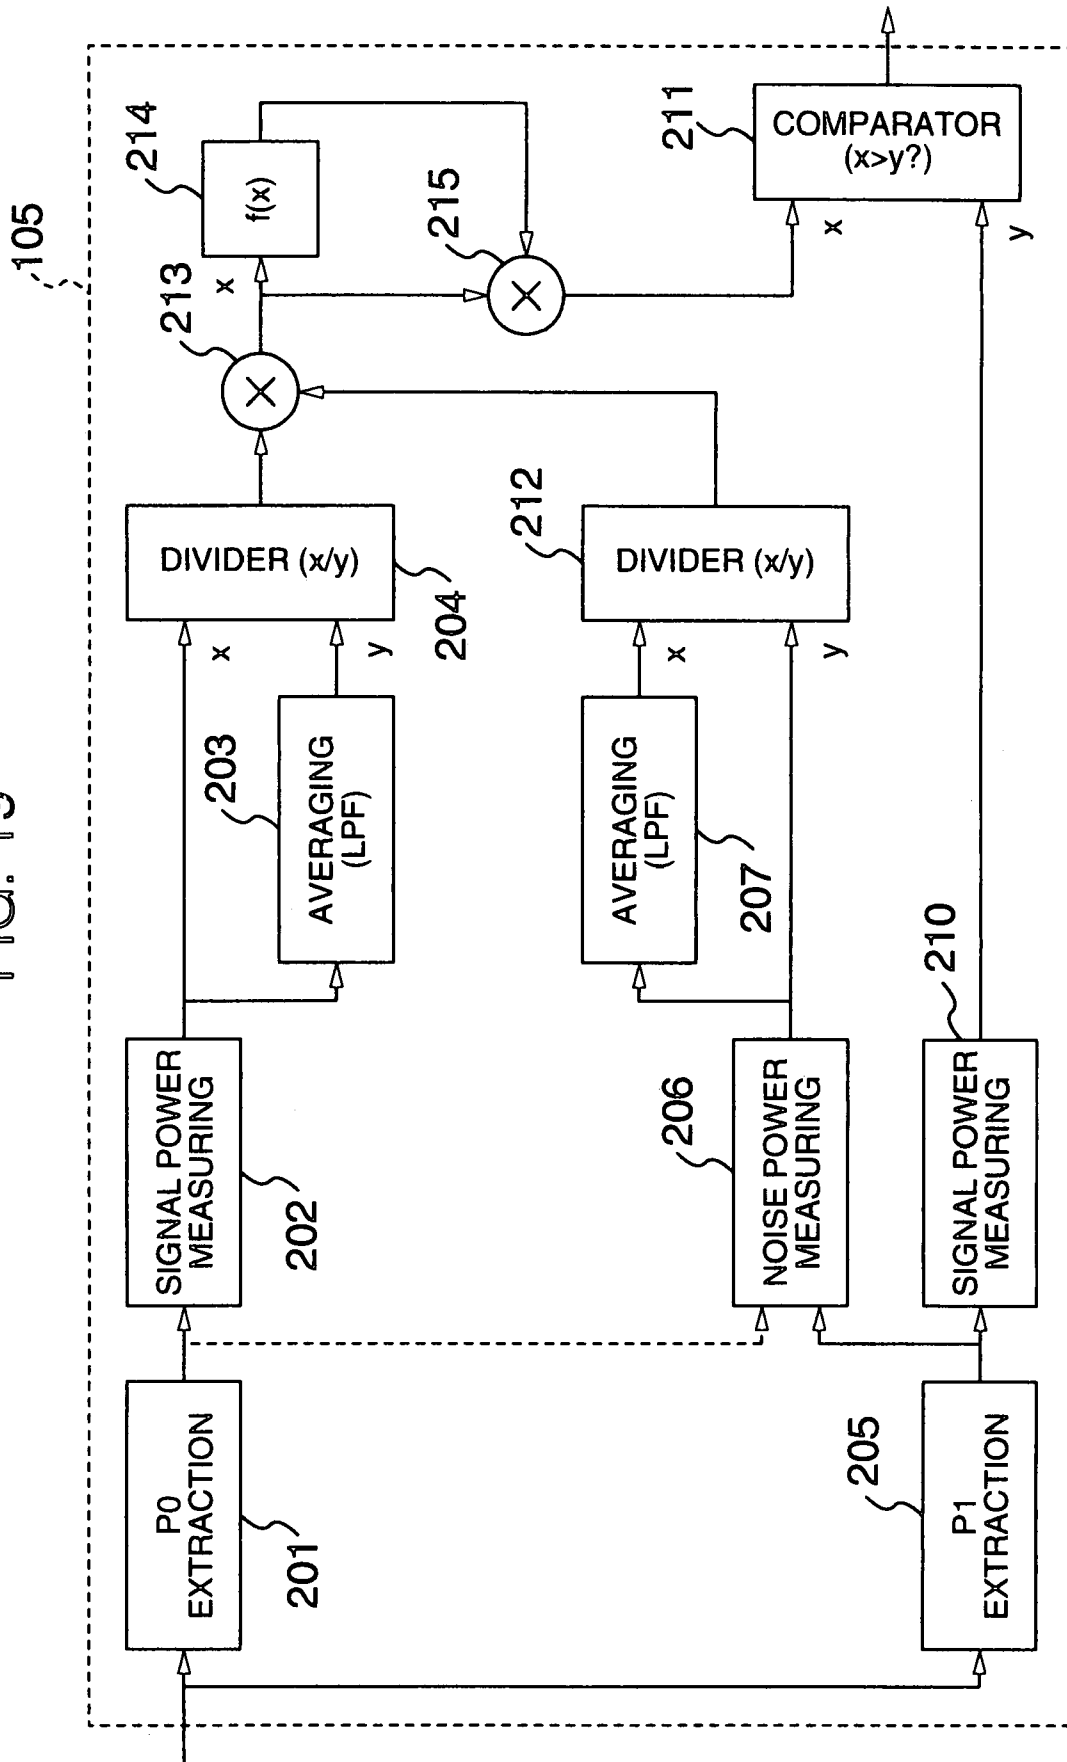 105
P0
EXTRACTION
201
SIGNAL POWER
MEASURING
202
AVERAGING
(LPF)
203
x
y
DIVIDER (x/y)
204
213
x
f(x)
214
215
P1
EXTRACTION
205
NOISE POWER
MEASURING
206
AVERAGING
(LPF)
207
x
y
DIVIDER (x/y)
212
SIGNAL POWER
MEASURING
210
x
y
COMPARATOR
(x>y?)
211